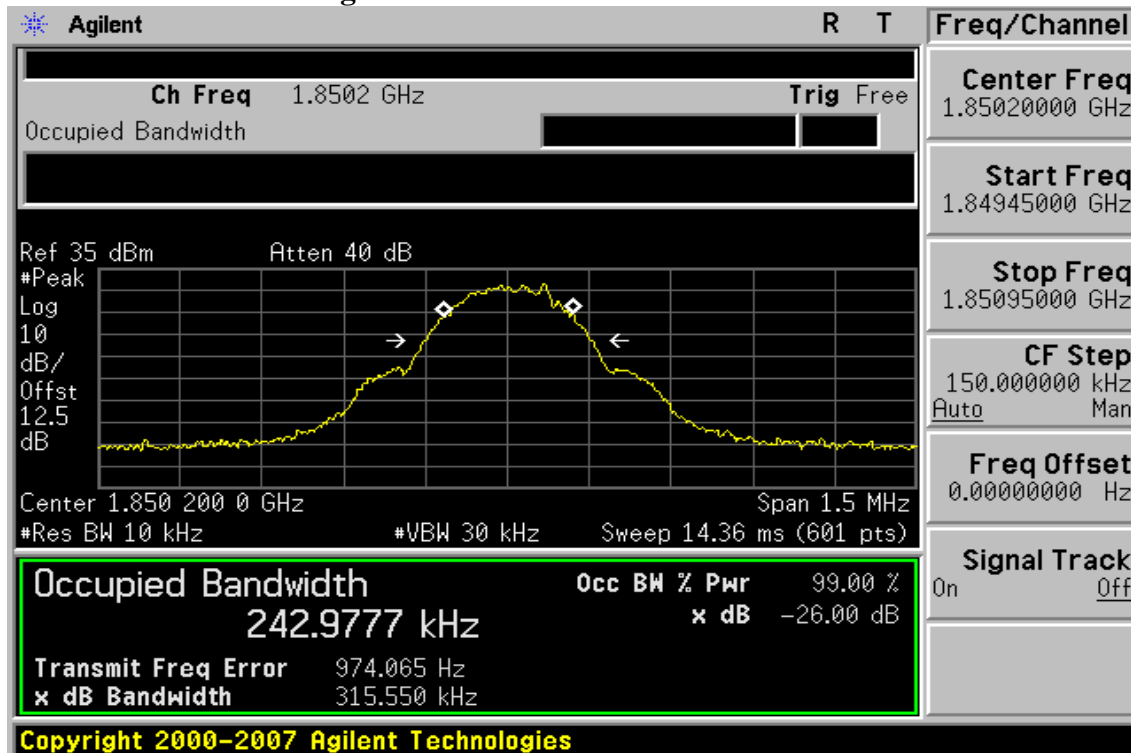 Agilent R T Freq/Channel
Ch Freq 1.8502 GHz Trig Free
Occupied Bandwidth
Center Freq
1.85020000 GHz
Start Freq
1.84945000 GHz
Stop Freq
1.85095000 GHz
CF Step
150.000000 kHz
Auto Man
Freq Offset
0.00000000 Hz
Signal Track
On Off
Ref 35 dBm Atten 40 dB
#Peak
Log
10
dB/
Offst
12.5
dB
Center 1.850 200 0 GHz Span 1.5 MHz
#Res BW 10 kHz #VBW 30 kHz Sweep 14.36 ms (601 pts)
Occupied Bandwidth Occ BW % Pwr 99.00 %
242.9777 kHz x dB -26.00 dB
Transmit Freq Error 974.065 Hz
x dB Bandwidth 315.550 kHz
Copyright 2000-2007 Agilent Technologies